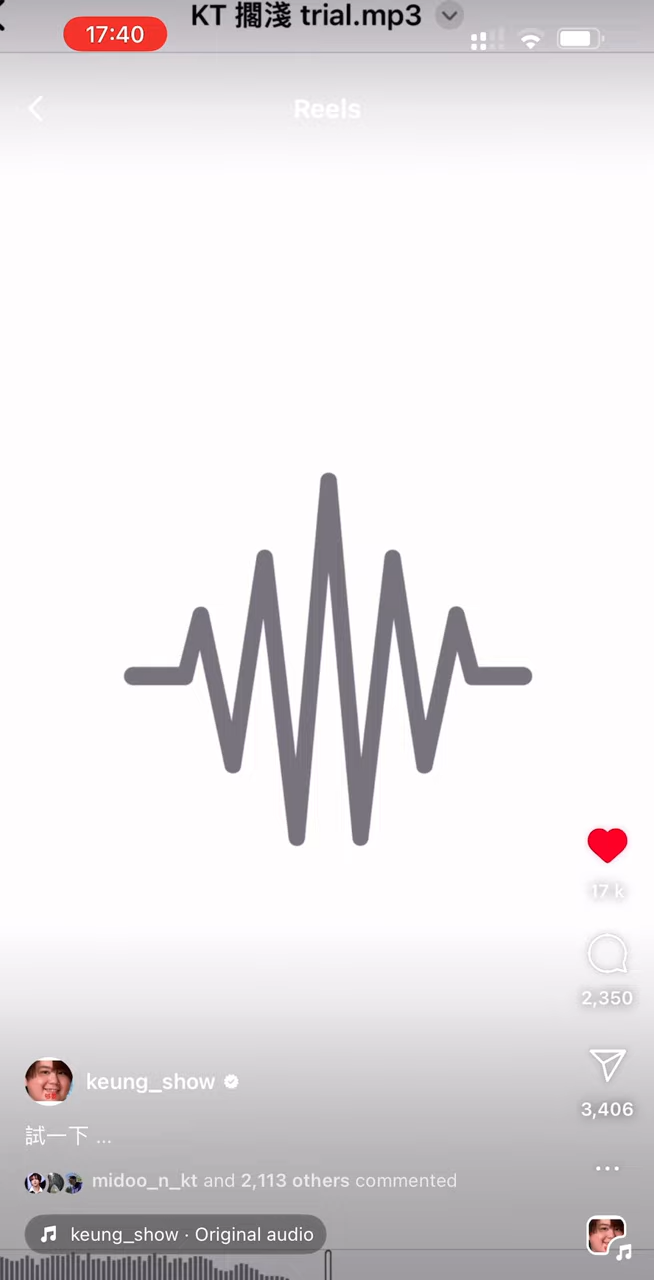 KT 擱淺 trial.mp3
17:40
Reels
17 k
2,350
3,406
keung_show
試一下 ...
midoo_n_kt and 2,113 others commented
keung_show · Original audio